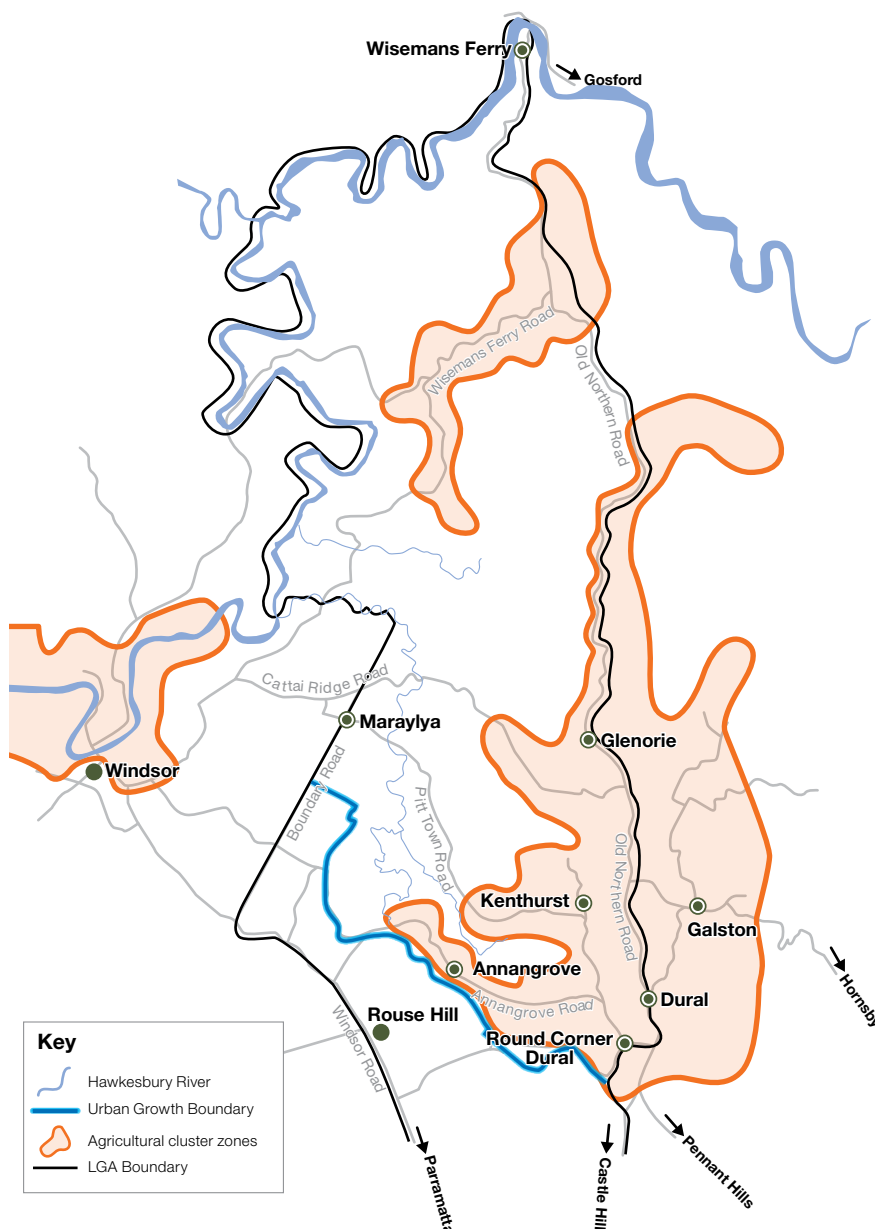 Wisemans Ferry
Gosford
Wisemans Ferry Road
Old Northern Road
Cattai Ridge Road
Maraylya
Glenorie
Windsor
Boundary Road
Pitt Town Road
Old Northern Road
Kenthurst
Galston
Annangrove
Hornsby
Annangrove Road
Dural
Rouse Hill
Round Corner
Dural
Windsor Road
Key
Hawkesbury River
Urban Growth Boundary
Agricultural cluster zones
LGA Boundary
Parramatta
Castle Hill
Pennant Hills